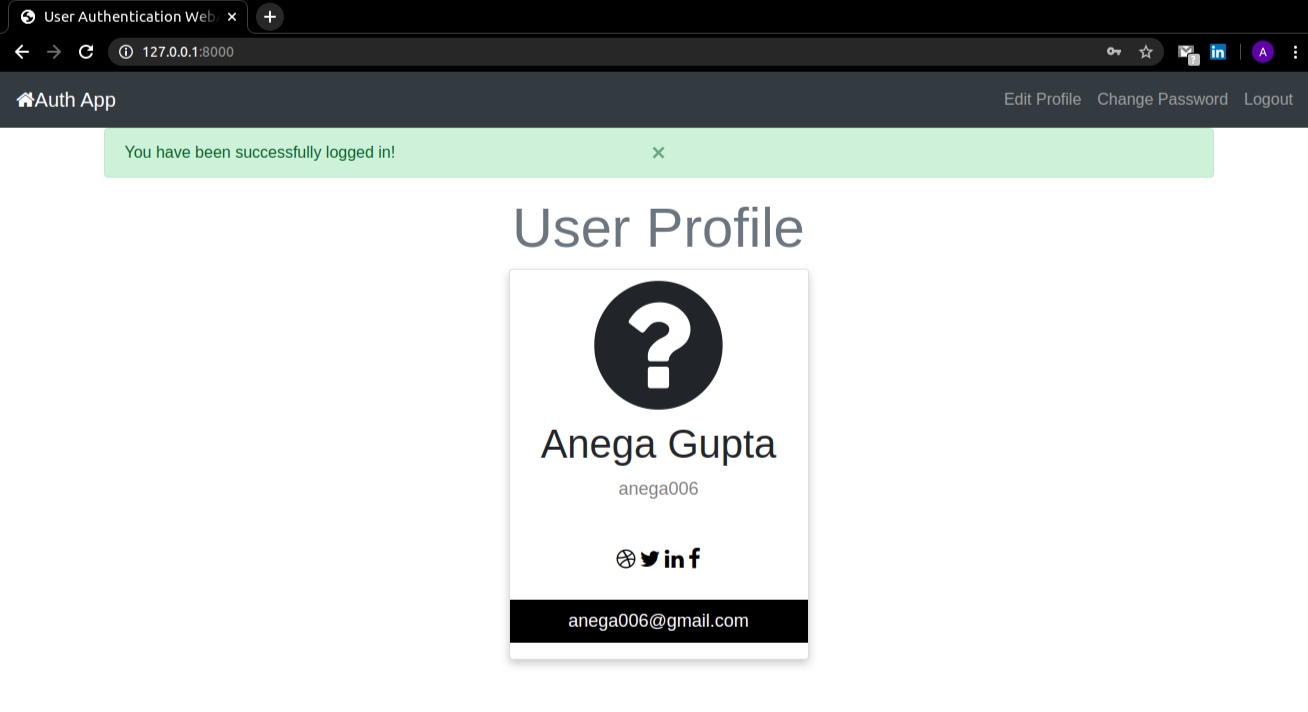 User Authentication Web
127.0.0.1:8000
A
Auth App
Edit Profile Change Password Logout
You have been successfully logged in!
×
User Profile
?
Anega Gupta
anega006
anega006@gmail.com